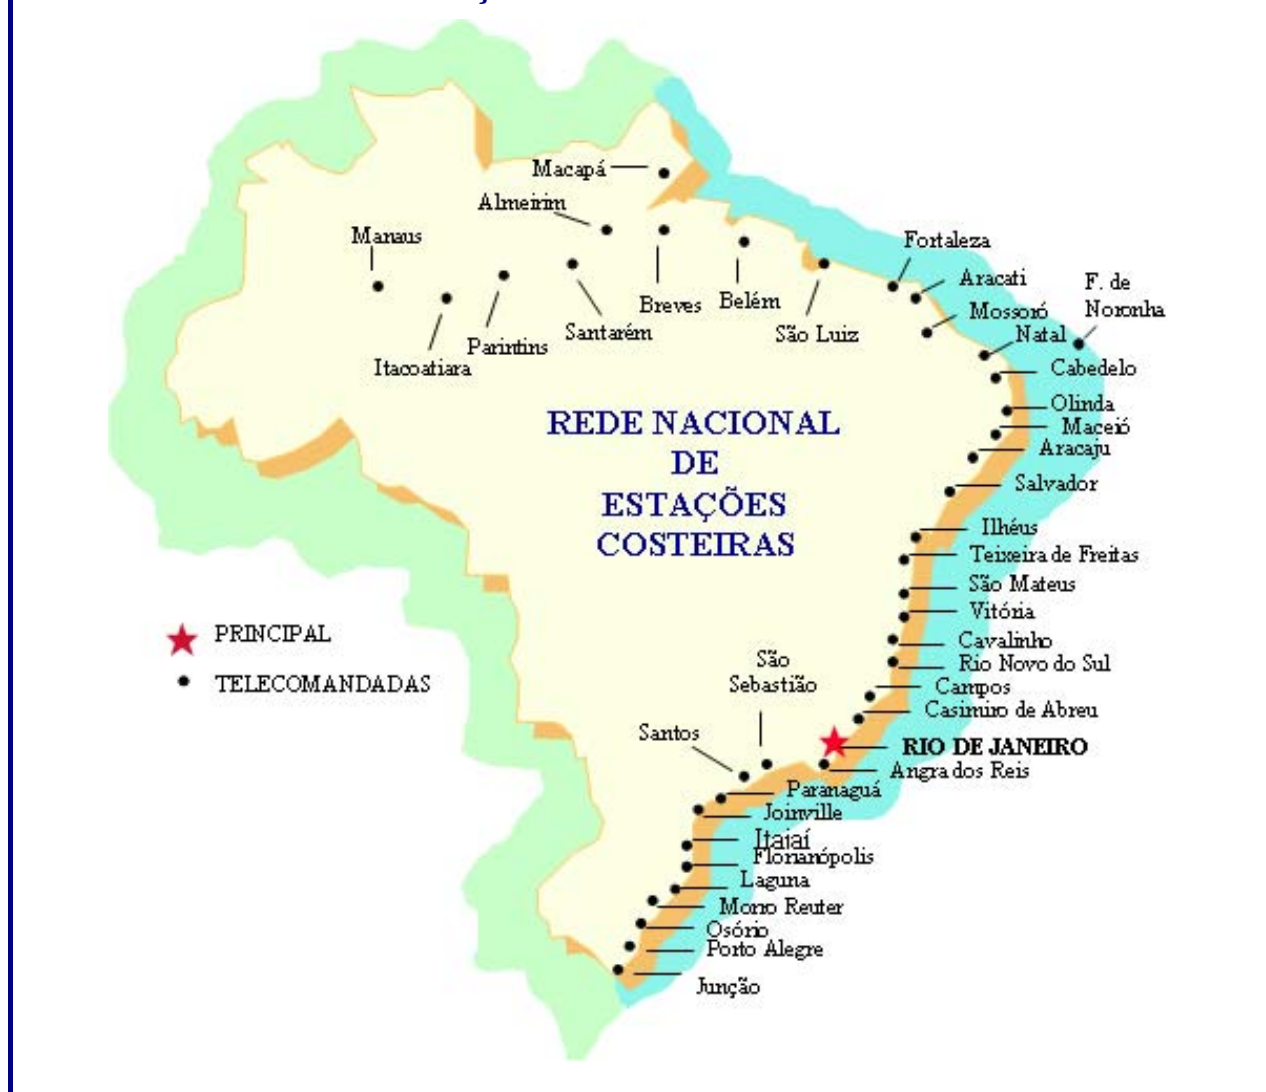 Macapá
Almeirim
Manaus
Fortaleza
Aracati
F. de
Noronha
Breves
Belém
Mossoró
São Luiz
Santarém
Natal
Parintins
Itacoatiara
Cabedelo
Olinda
REDE NACIONAL
DE
ESTAÇÕES
COSTEIRAS
Maceió
Aracaju
Salvador
Ilhéus
Teixeira de Freitas
São Mateus
Vitória
PRINCIPAL
TELECOMANDADAS
Cavalinho
São
Sebastião
Rio Novo do Sul
Campos
Casimiro de Abreu
Santos
RIO DE JANEIRO
Angra dos Reis
Paranaguá
Joinville
Itajaí
Florianópolis
Laguna
Morro Reuter
Osório
Porto Alegre
Junção